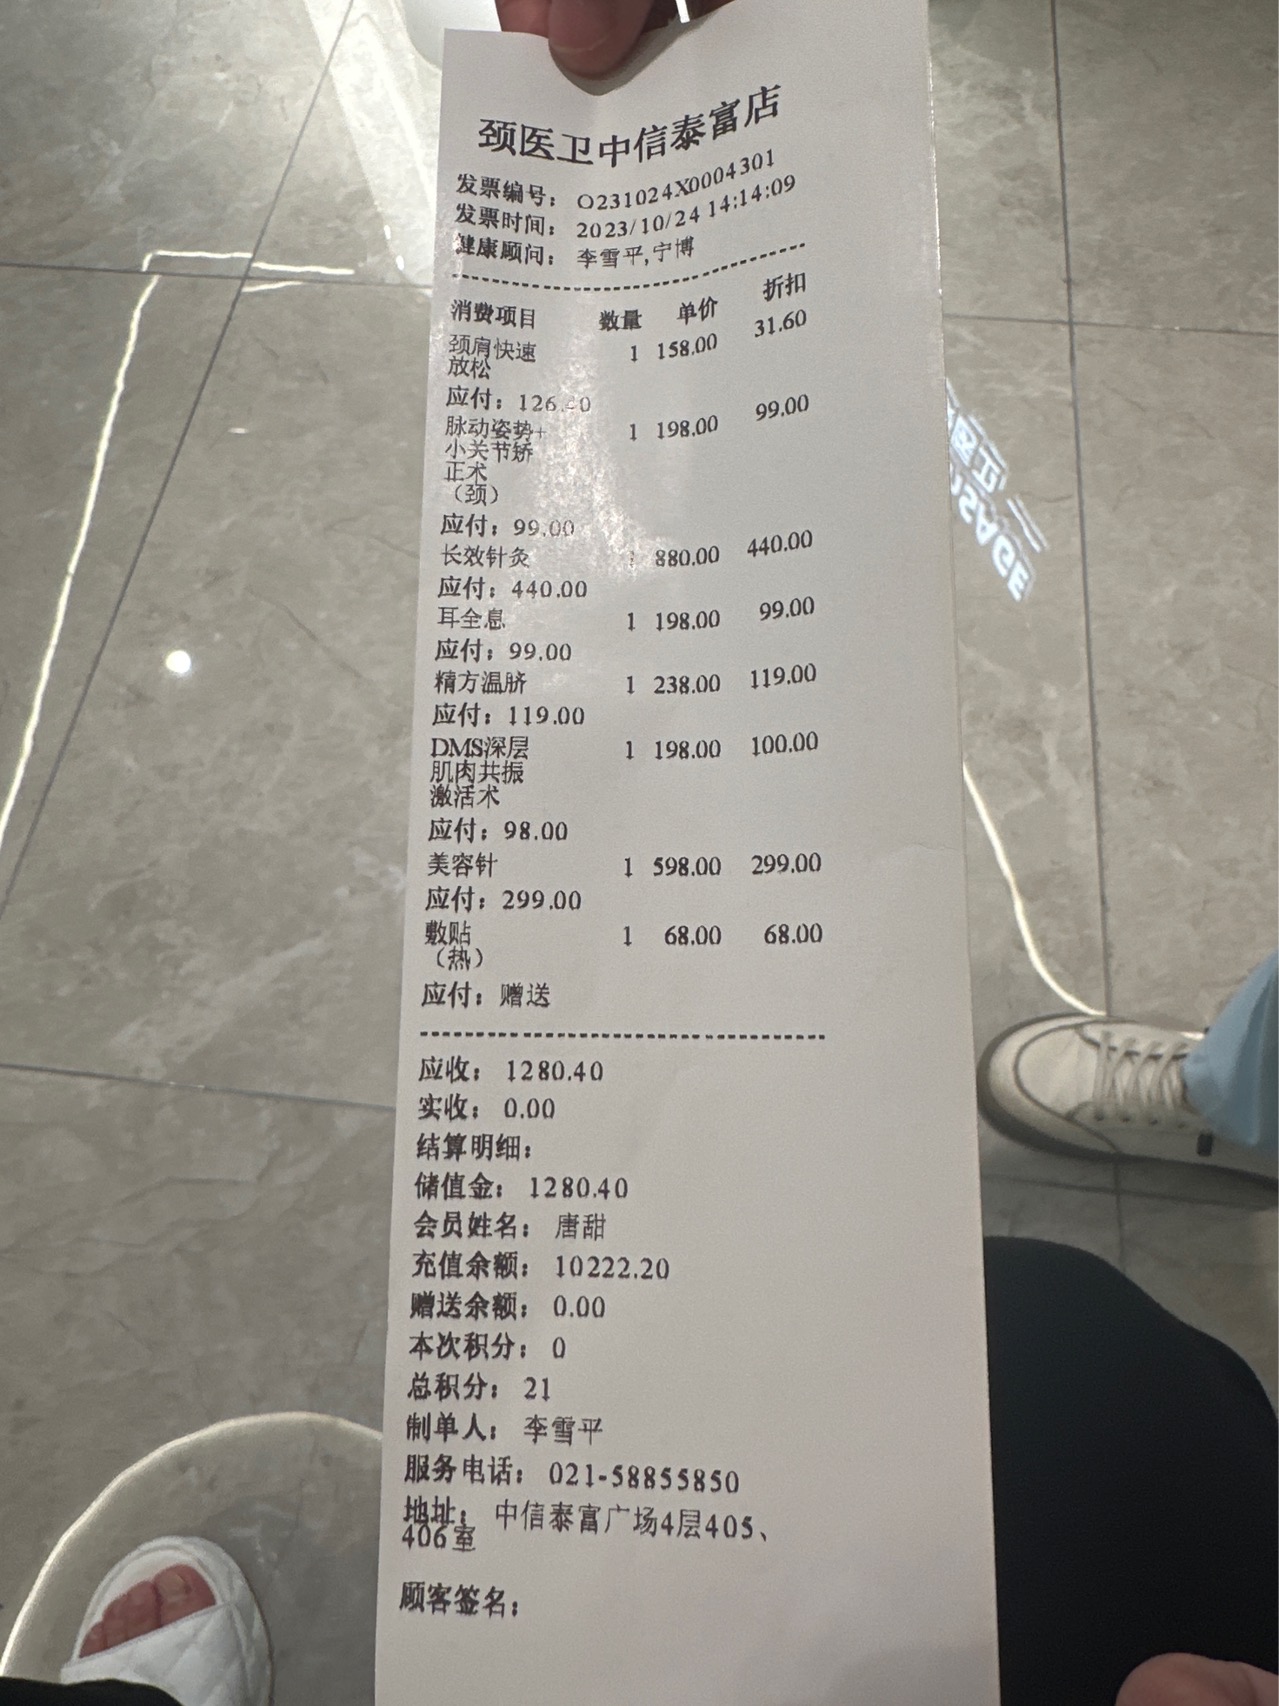 颈医卫中信泰富店
发票编号： O231024X0004301
发票时间： 2023/10/24 14:14:09
健康顾问： 李雪平,宁博
消费项目 数量 单价 折扣
颈肩快速 1 158.00 31.60
放松
应付：126.40
脉动姿势+ 1 198.00 99.00
小关节矫
正术
（颈）
应付：99.00
长效针灸 1 880.00 440.00
应付：440.00
耳全息 1 198.00 99.00
应付：99.00
精方温脐 1 238.00 119.00
应付：119.00
DMS深层 1 198.00 100.00
肌肉共振
激活术
应付：98.00
美容针 1 598.00 299.00
应付：299.00
敷贴 1 68.00 68.00
（热）
应付：赠送
应收： 1280.40
实收： 0.00
结算明细：
储值金： 1280.40
会员姓名： 唐甜
充值余额： 10222.20
赠送余额： 0.00
本次积分： 0
总积分： 21
制单人： 李雪平
服务电话： 021-58855850
地址： 中信泰富广场4层405、
406室
顾客签名：